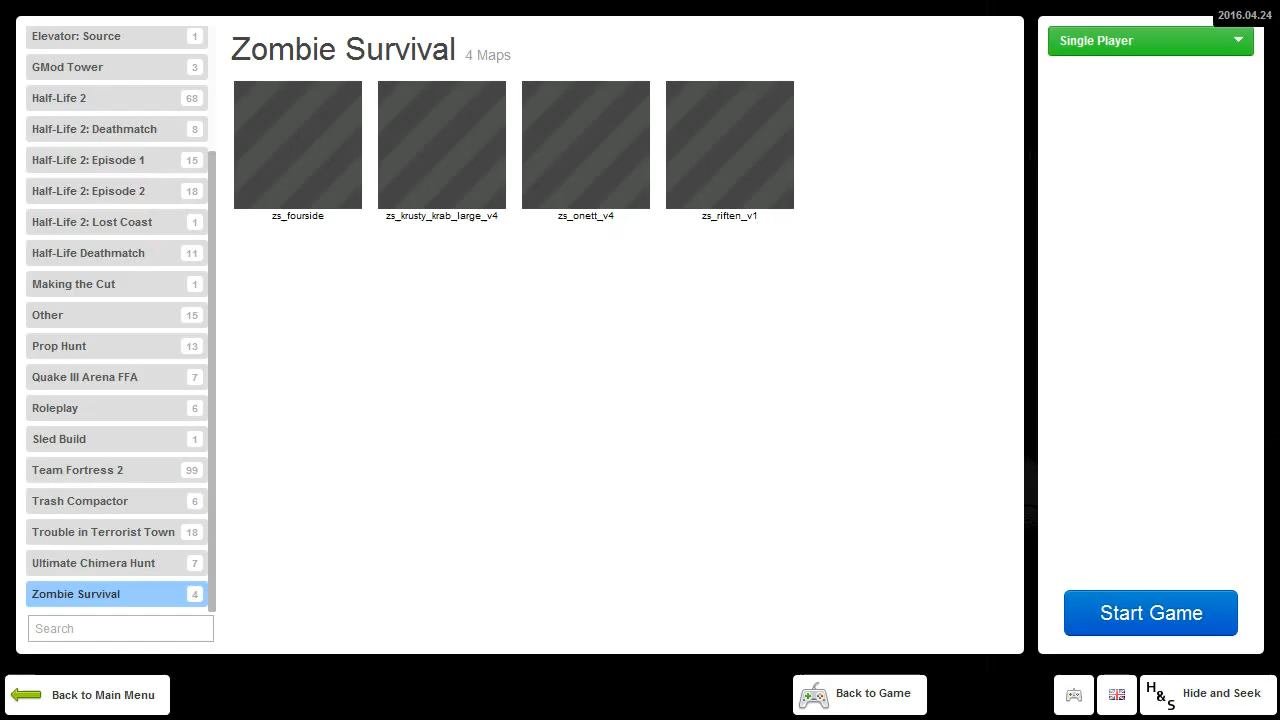 2016.04.24
Elevator: Source 1
GMod Tower 3
Half-Life 2 68
Half-Life 2: Deathmatch 8
Half-Life 2: Episode 1 15
Half-Life 2: Episode 2 18
Half-Life 2: Lost Coast 1
Half-Life Deathmatch 11
Making the Cut 1
Other 15
Prop Hunt 13
Quake III Arena FFA 7
Roleplay 6
Sled Build 1
Team Fortress 2 99
Trash Compactor 6
Trouble in Terrorist Town 18
Ultimate Chimera Hunt 7
Zombie Survival 4
Search
Zombie Survival 4 Maps
zs_fourside
zs_krusty_krab_large_v4
zs_onett_v4
zs_riften_v1
Single Player
Start Game
Back to Main Menu
Back to Game
H&S
Hide and Seek